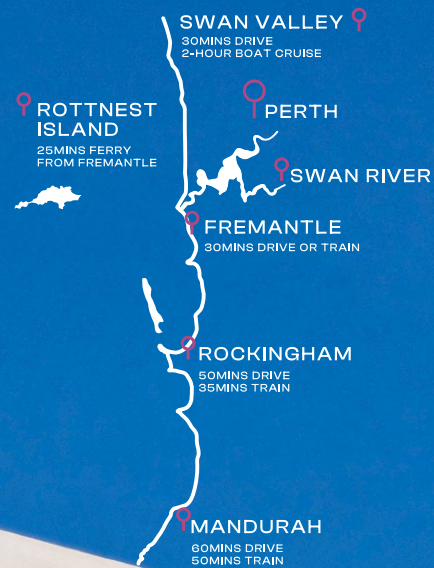 SWAN VALLEY
30MINS DRIVE
2-HOUR BOAT CRUISE
ROTTNEST
ISLAND
25MINS FERRY
FROM FREMANTLE
PERTH
SWAN RIVER
FREMANTLE
30MINS DRIVE OR TRAIN
ROCKINGHAM
50MINS DRIVE
35MINS TRAIN
MANDURAH
60MINS DRIVE
50MINS TRAIN